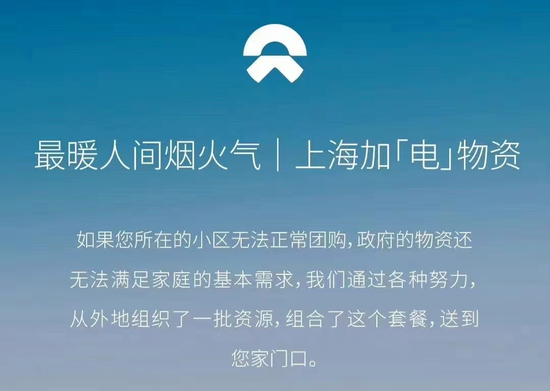 最暖人间烟火气｜上海加「电」物资
如果您所在的小区无法正常团购,政府的物资还
无法满足家庭的基本需求,我们通过各种努力,
从外地组织了一批资源,组合了这个套餐,送到
您家门口。